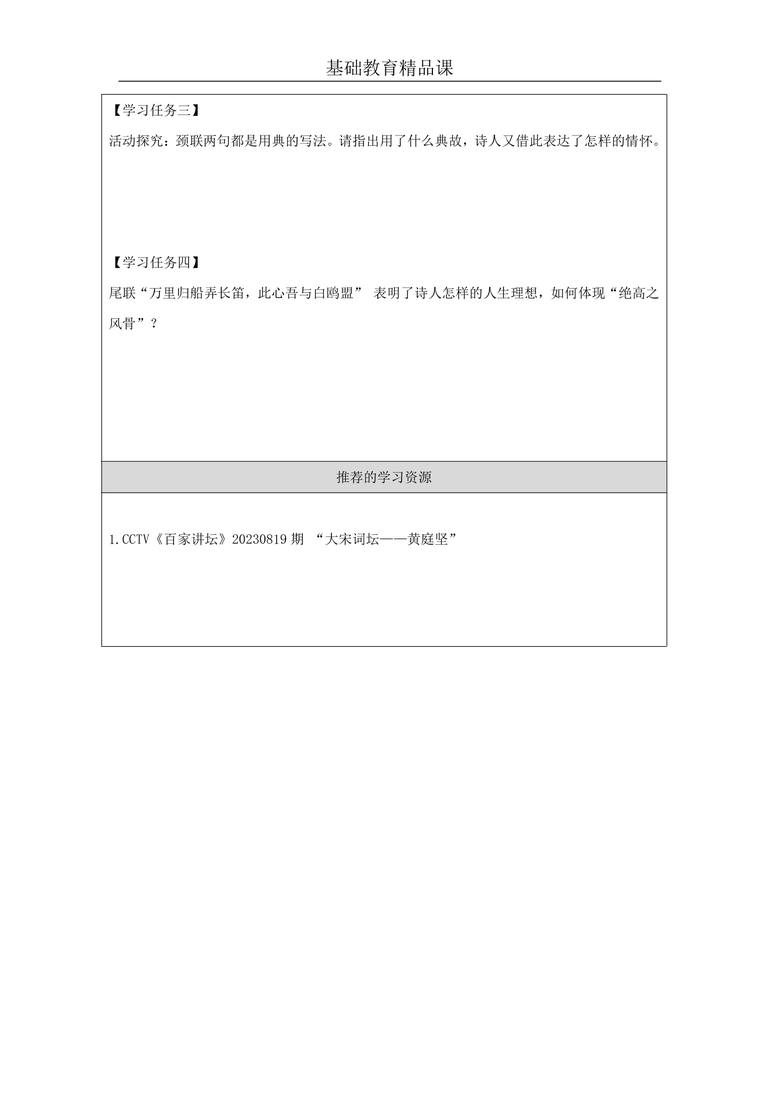 基础教育精品课
【学习任务三】
活动探究：颈联两句都是用典的写法。请指出用了什么典故，诗人又借此表达了怎样的情怀。
【学习任务四】
尾联“万里归船弄长笛，此心吾与白鸥盟” 表明了诗人怎样的人生理想，如何体现“绝高之
风骨”？
推荐的学习资源
1.CCTV《百家讲坛》20230819 期 “大宋词坛——黄庭坚”